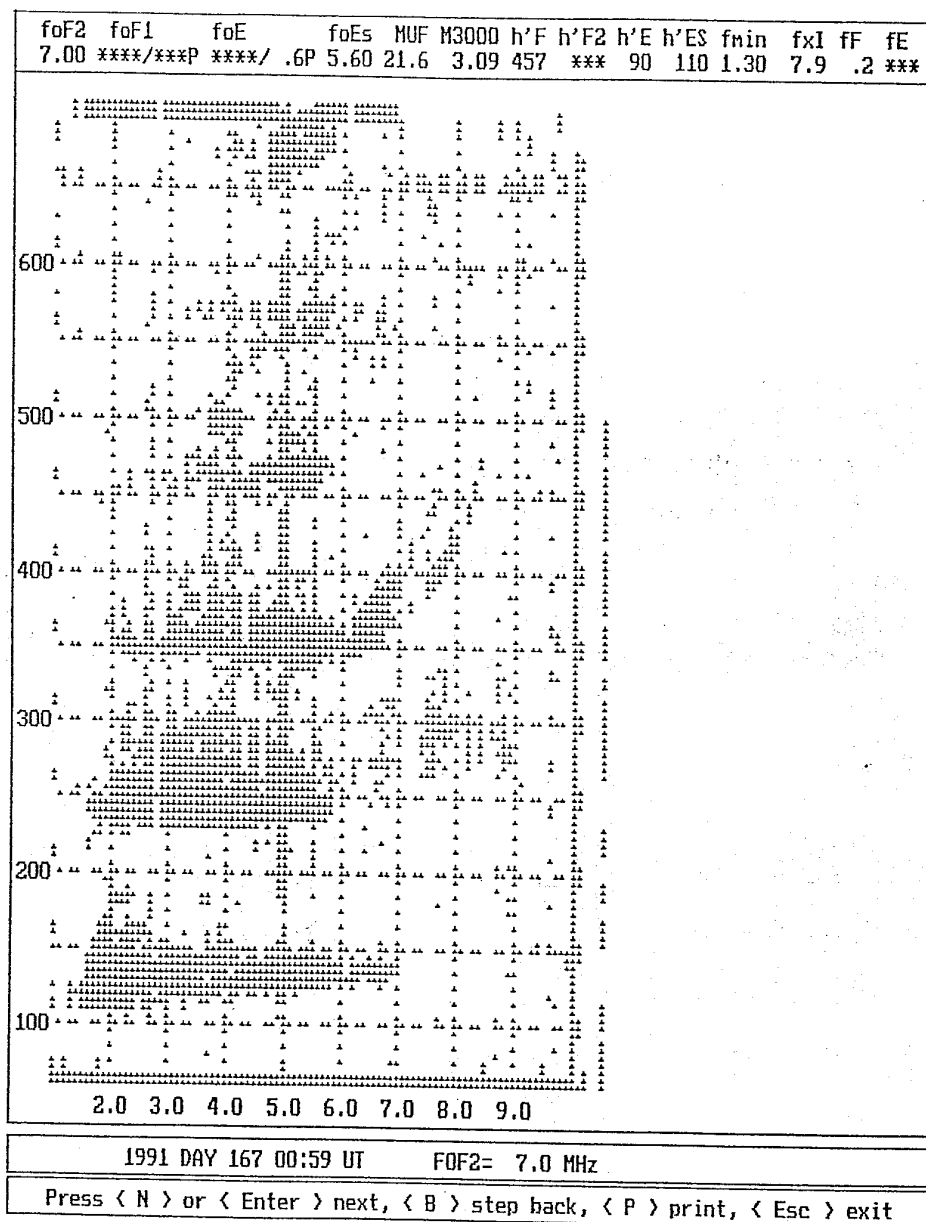 foF2 foF1 foE foEs MUF M3000 h'F h'F2 h'E h'ES fmin fxI fF fE
7.00 ****/***P ****/ .6P 5.60 21.6 3.09 457 *** 90 110 1.30 7.9 .2 ***
600
500
400
300
200
100
2.0 3.0 4.0 5.0 6.0 7.0 8.0 9.0
1991 DAY 167 00:59 UT FOF2= 7.0 MHz
Press < N > or < Enter > next, < B > step back, < P > print, < Esc > exit